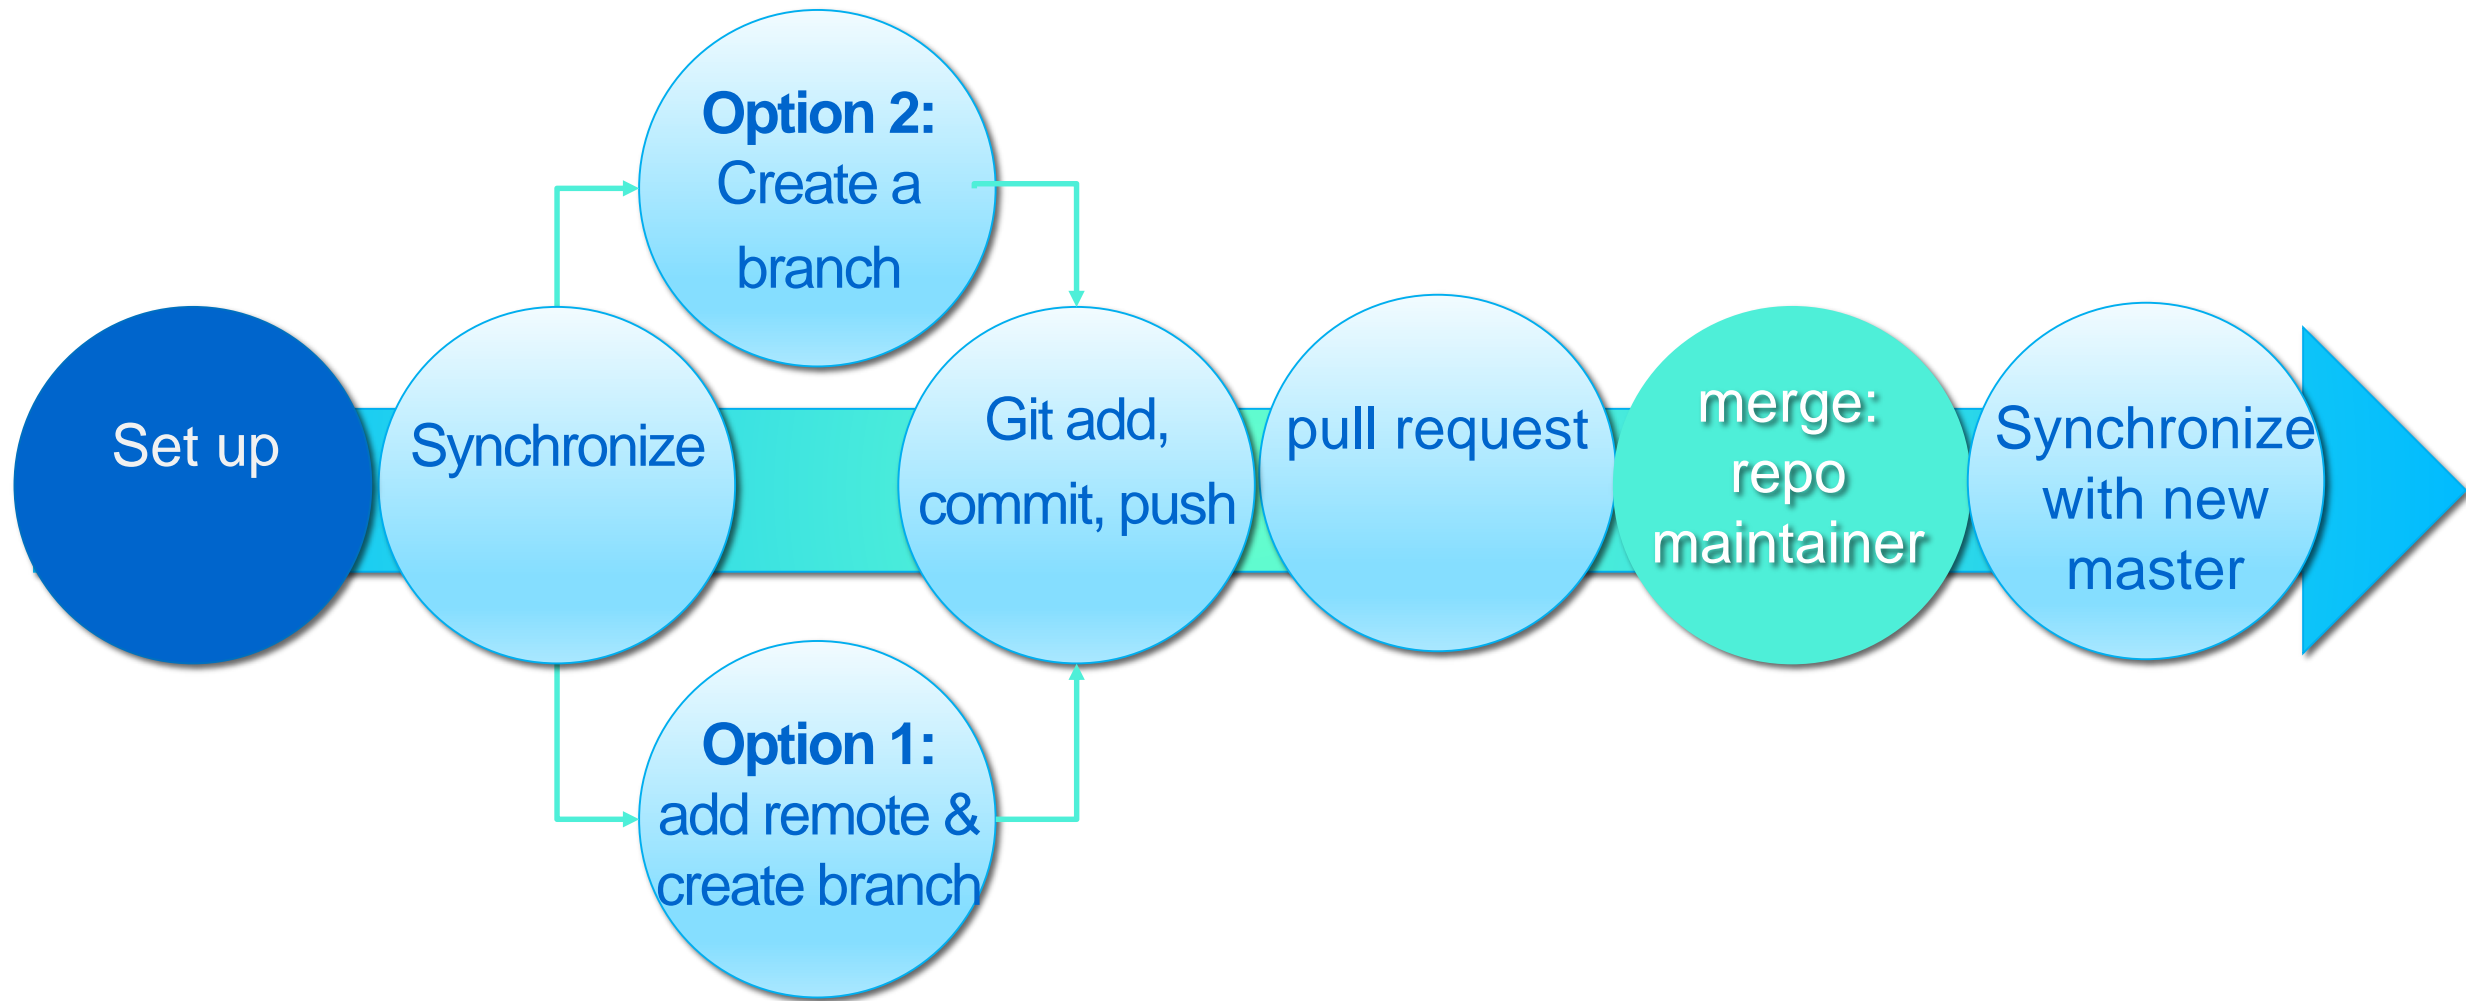 Set up
Synchronize
Option 2:
Create a
branch
Option 1:
add remote &
create branch
Git add,
commit, push
pull request
merge:
repo
maintainer
Synchronize
with new
master